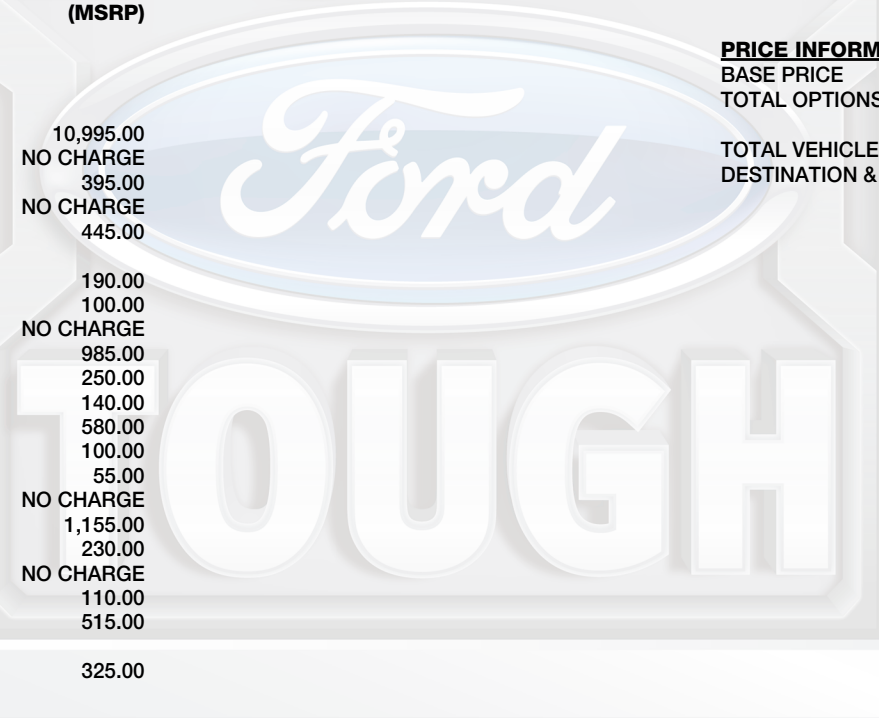 (MSRP)
10,995.00
NO CHARGE
395.00
NO CHARGE
445.00
190.00
100.00
NO CHARGE
985.00
250.00
140.00
580.00
100.00
55.00
NO CHARGE
1,155.00
230.00
NO CHARGE
110.00
515.00
325.00
PRICE INFORM
BASE PRICE
TOTAL OPTIONS
TOTAL VEHICLE
DESTINATION &
Ford
TOUGH